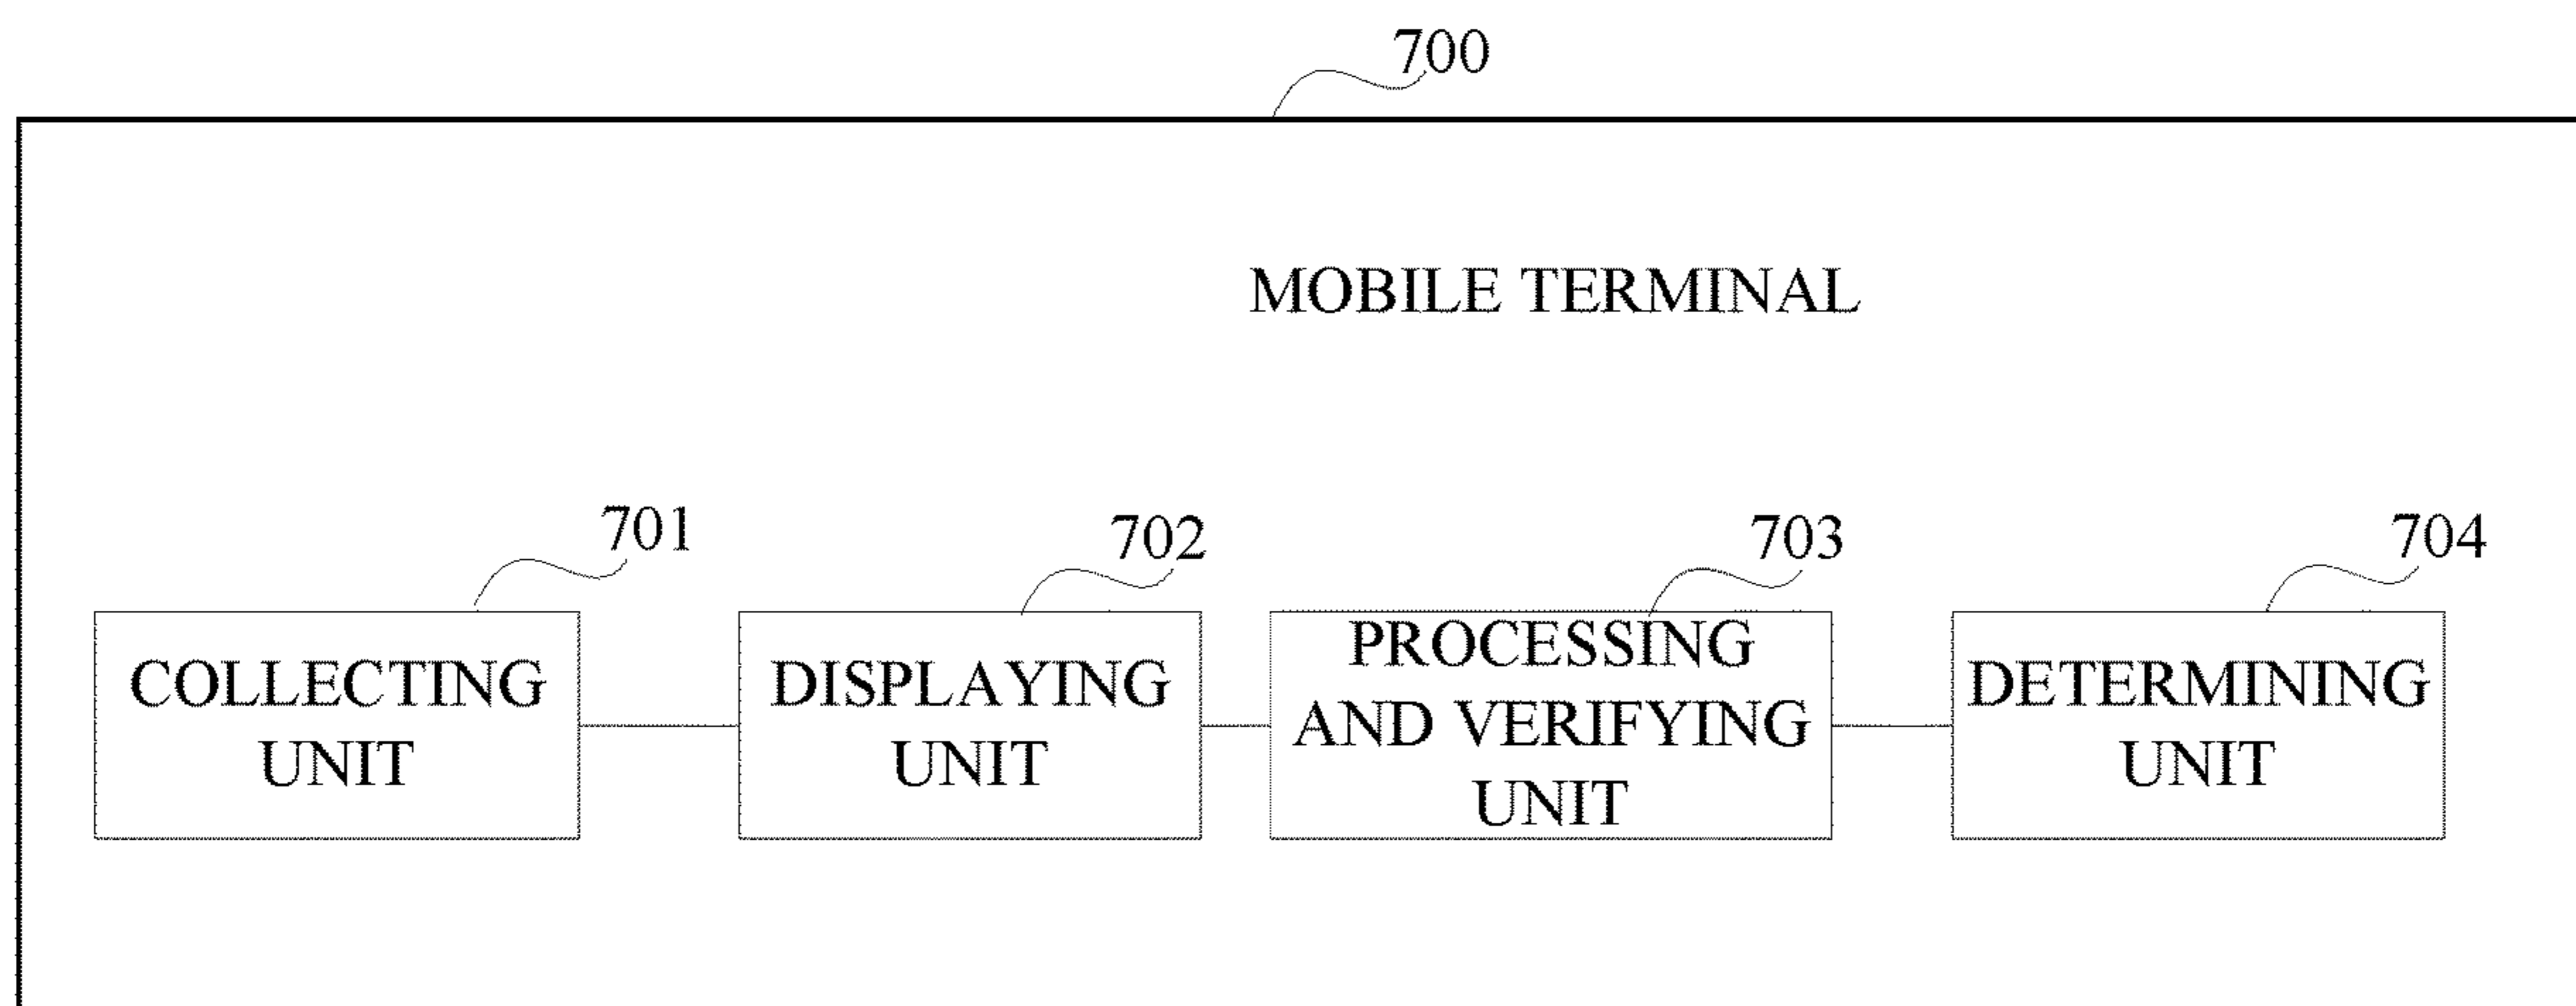 700
MOBILE TERMINAL
701
702
703
704
COLLECTING
UNIT
DISPLAYING
UNIT
PROCESSING
AND VERIFYING
UNIT
DETERMINING
UNIT